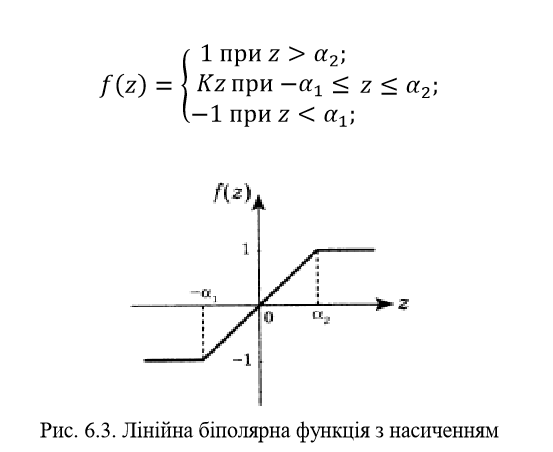 1 при z > α₂;
f(z) = { Kz при −α₁ ≤ z ≤ α₂;
−1 при z < α₁;
f(z)
1
−α₁
z
0
α₂
−1
Рис. 6.3. Лінійна біполярна функція з насиченням